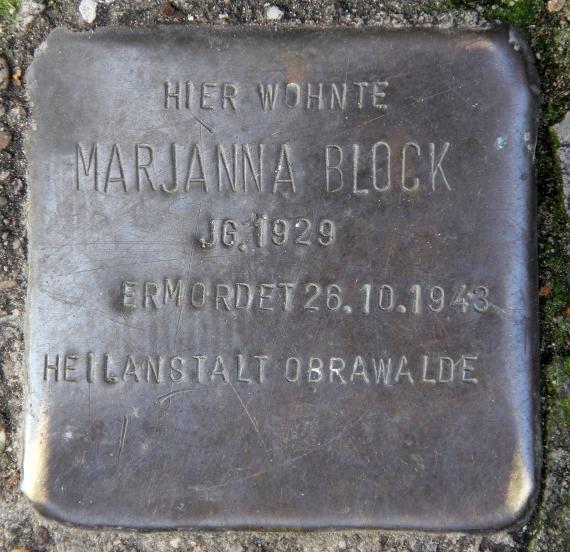 HIER WOHNTE
MARJANNA BLOCK
JG. 1929
ERMORDET 26.10.1943
HEILANSTALT OBRAWALDE